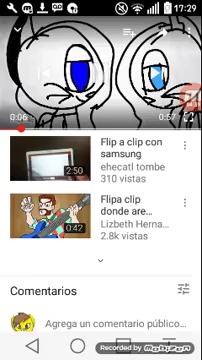 17:29
0:06
0:57
Flip a clip con
samsung
ehecatl tombe
310 vistas
2:50
Flipa clip
donde are...
Lizbeth Herna...
2.8k vistas
0:42
Comentarios
Agrega un comentario público...
Recorded by Mobizen